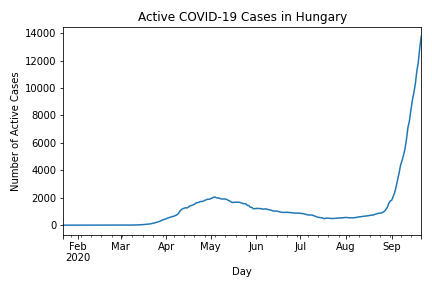 Active COVID-19 Cases in Hungary
Number of Active Cases
14000
12000
10000
8000
6000
4000
2000
0
Feb Mar Apr May Jun Jul Aug Sep
2020
Day